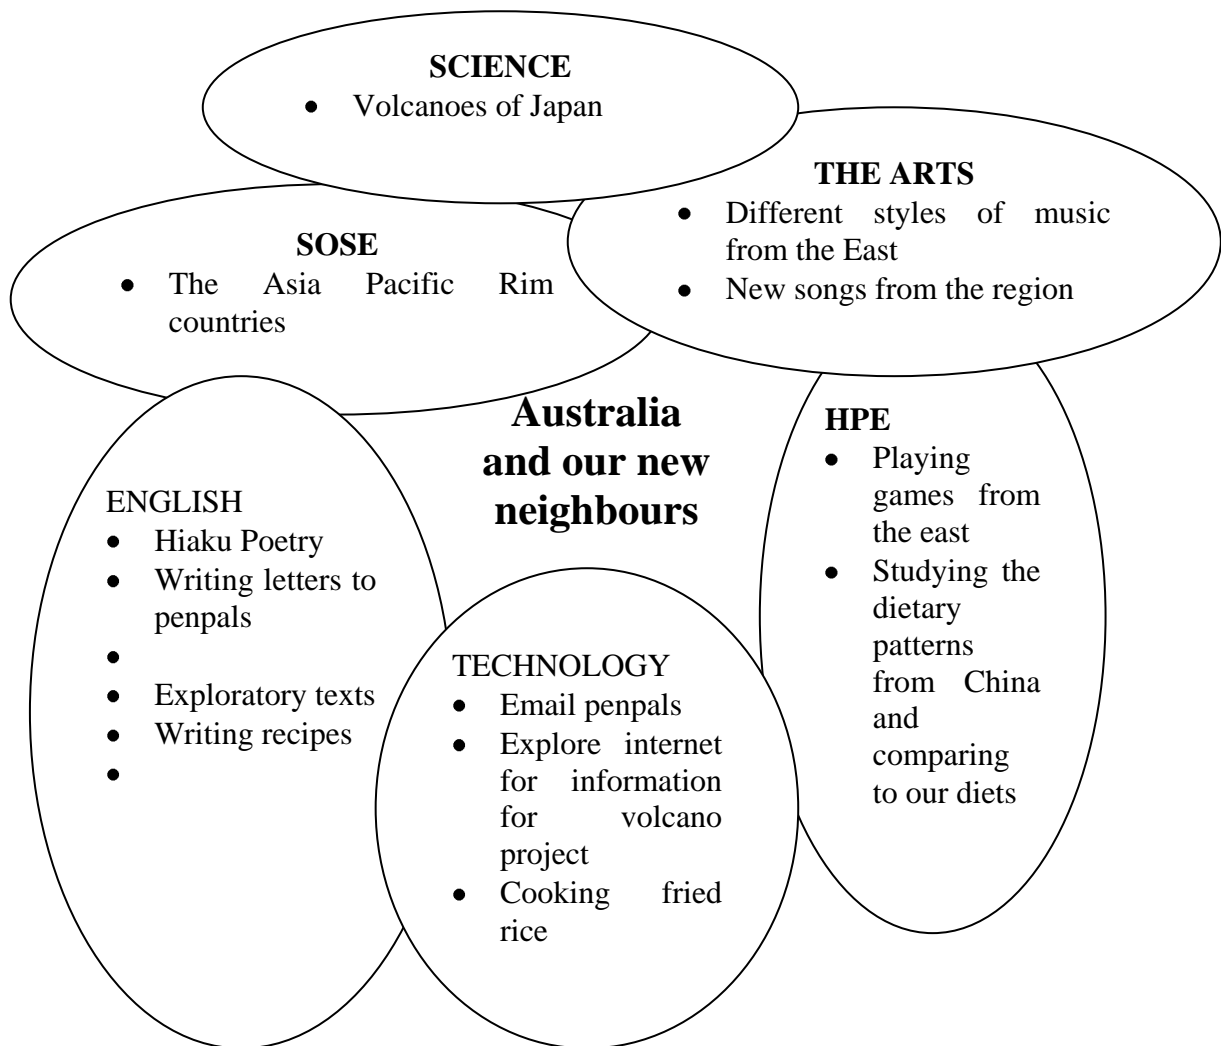 SCIENCE
• Volcanoes of Japan
THE ARTS
• Different styles of music
from the East
• New songs from the region
SOSE
• The Asia Pacific Rim
countries
Australia
and our new
neighbours
HPE
• Playing
games from
the east
• Studying the
dietary
patterns
from China
and
comparing
to our diets
ENGLISH
• Hiaku Poetry
• Writing letters to
penpals
•
• Exploratory texts
• Writing recipes
•
TECHNOLOGY
• Email penpals
• Explore internet
for information
for volcano
project
• Cooking fried
rice